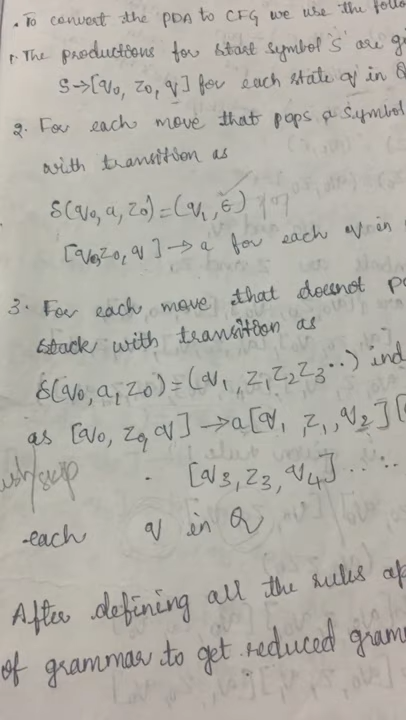 . To convert the PDA to CFG we use the
1. The productions for start symbol 'S' are
S→[q0, z0, q] for each state q in Q
2. For each move that pops a symbol
with transition as
δ(q0, a, z0) = (q1, ε)
[q0 z0, q] → a for each q in
3. For each move that doesnot
stack with transition as
δ(q0, a, z0) = (q1, z1 z2 z3 ..)
as [q0, z0, q] → a[q1, z1, q2]
[q3, z3, q4] ....
each q in Q
After defining all the rules
of grammar to get reduced